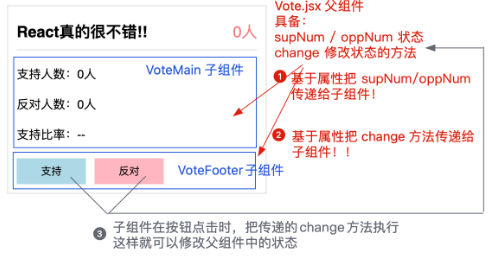 Vote.jsx 父组件
具备:
React真的很不错!!
0人
supNum / oppNum 状态
change 修改状态的方法
支持人数：0人
VoteMain 子组件
1 基于属性把 supNum/oppNum
传递给子组件！
反对人数：0人
支持比率：--
2 基于属性把 change 方法传递给
子组件！！
支持
反对
VoteFooter子组件
3 子组件在按钮点击时，把传递的change方法执行
这样就可以修改父组件中的状态